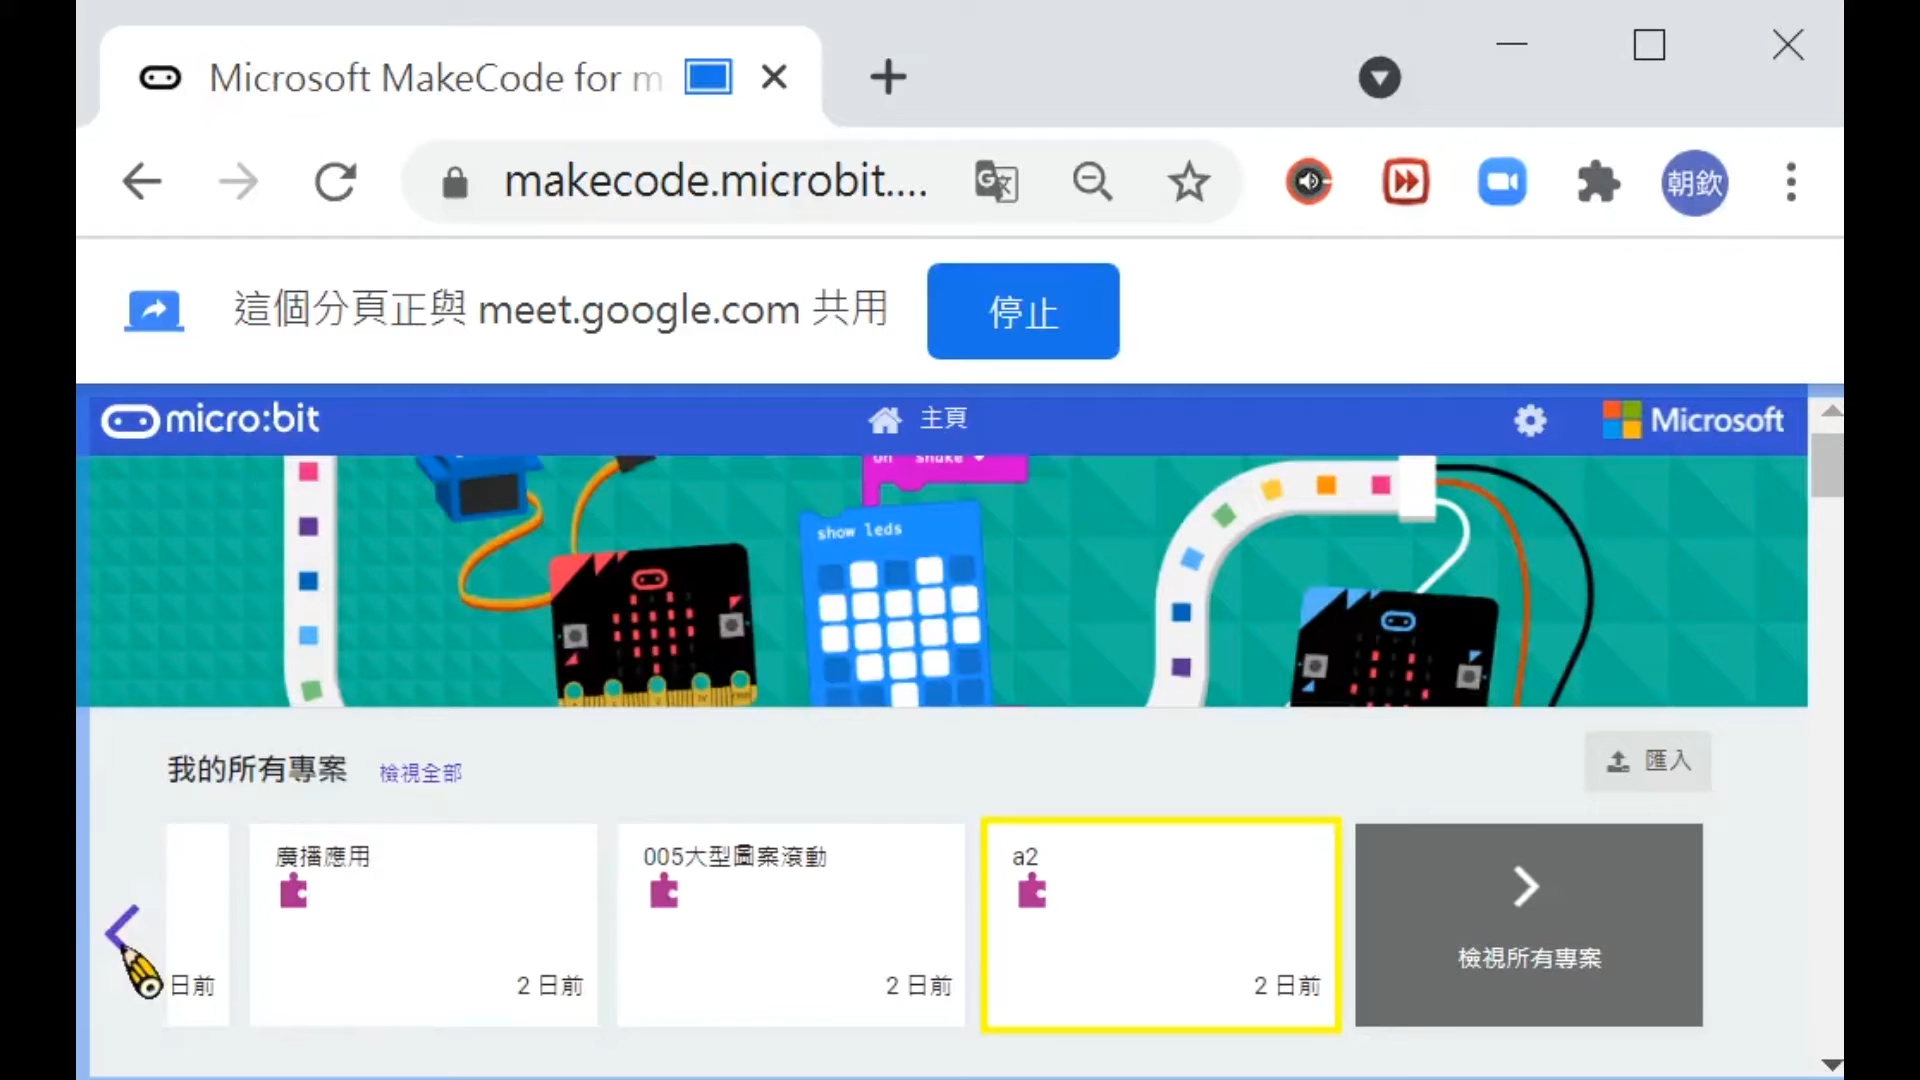 Microsoft MakeCode for m
makecode.microbit....
朝欽
這個分頁正與 meet.google.com 共用
停止
micro:bit
主頁
Microsoft
on shake
show leds
我的所有專案
檢視全部
匯入
日前
廣播應用
2 日前
005大型圖案滾動
2 日前
a2
2 日前
檢視所有專案